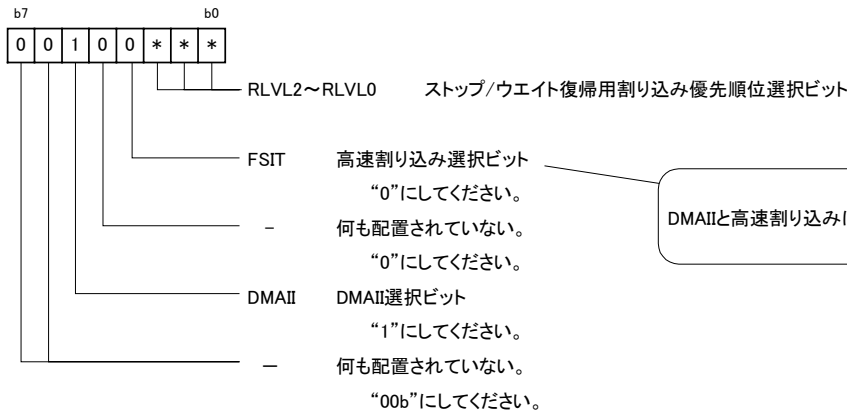 b7 b0
0 0 1 0 0 * * *
RLVL2～RLVL0 ストップ/ウエイト復帰用割り込み優先順位選択ビット
FSIT 高速割り込み選択ビット
“0”にしてください。
DMAIIと高速割り込みに
－ 何も配置されていない。
“0”にしてください。
DMAII DMAII選択ビット
“1”にしてください。
－ 何も配置されていない。
“00b”にしてください。